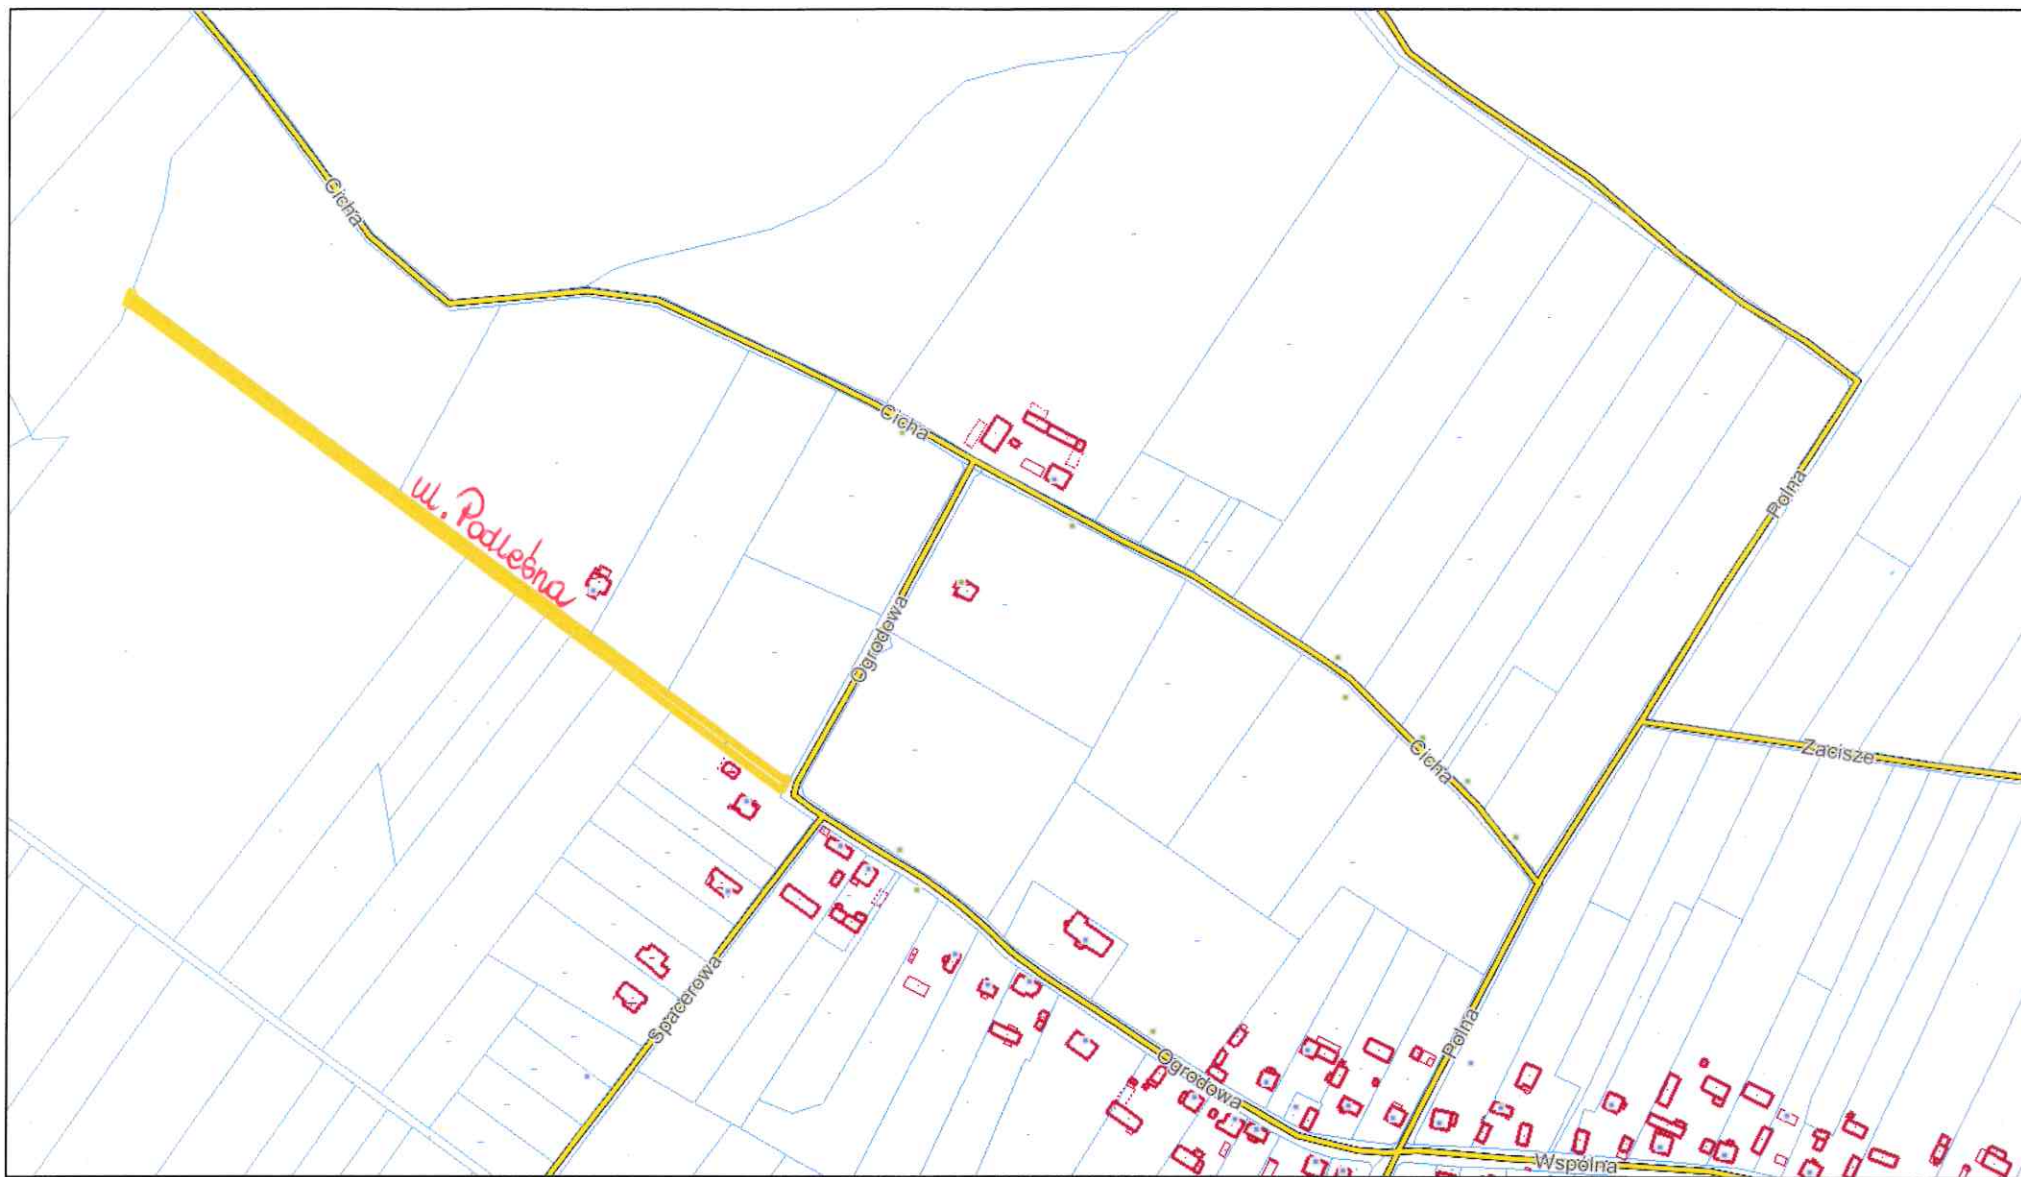 Cicha
Cicha
Polna
ul. Podleśna
Ogrodowa
Cicha
Zacisze
Spacerowa
Polna
Ogrodowa
Wspólna